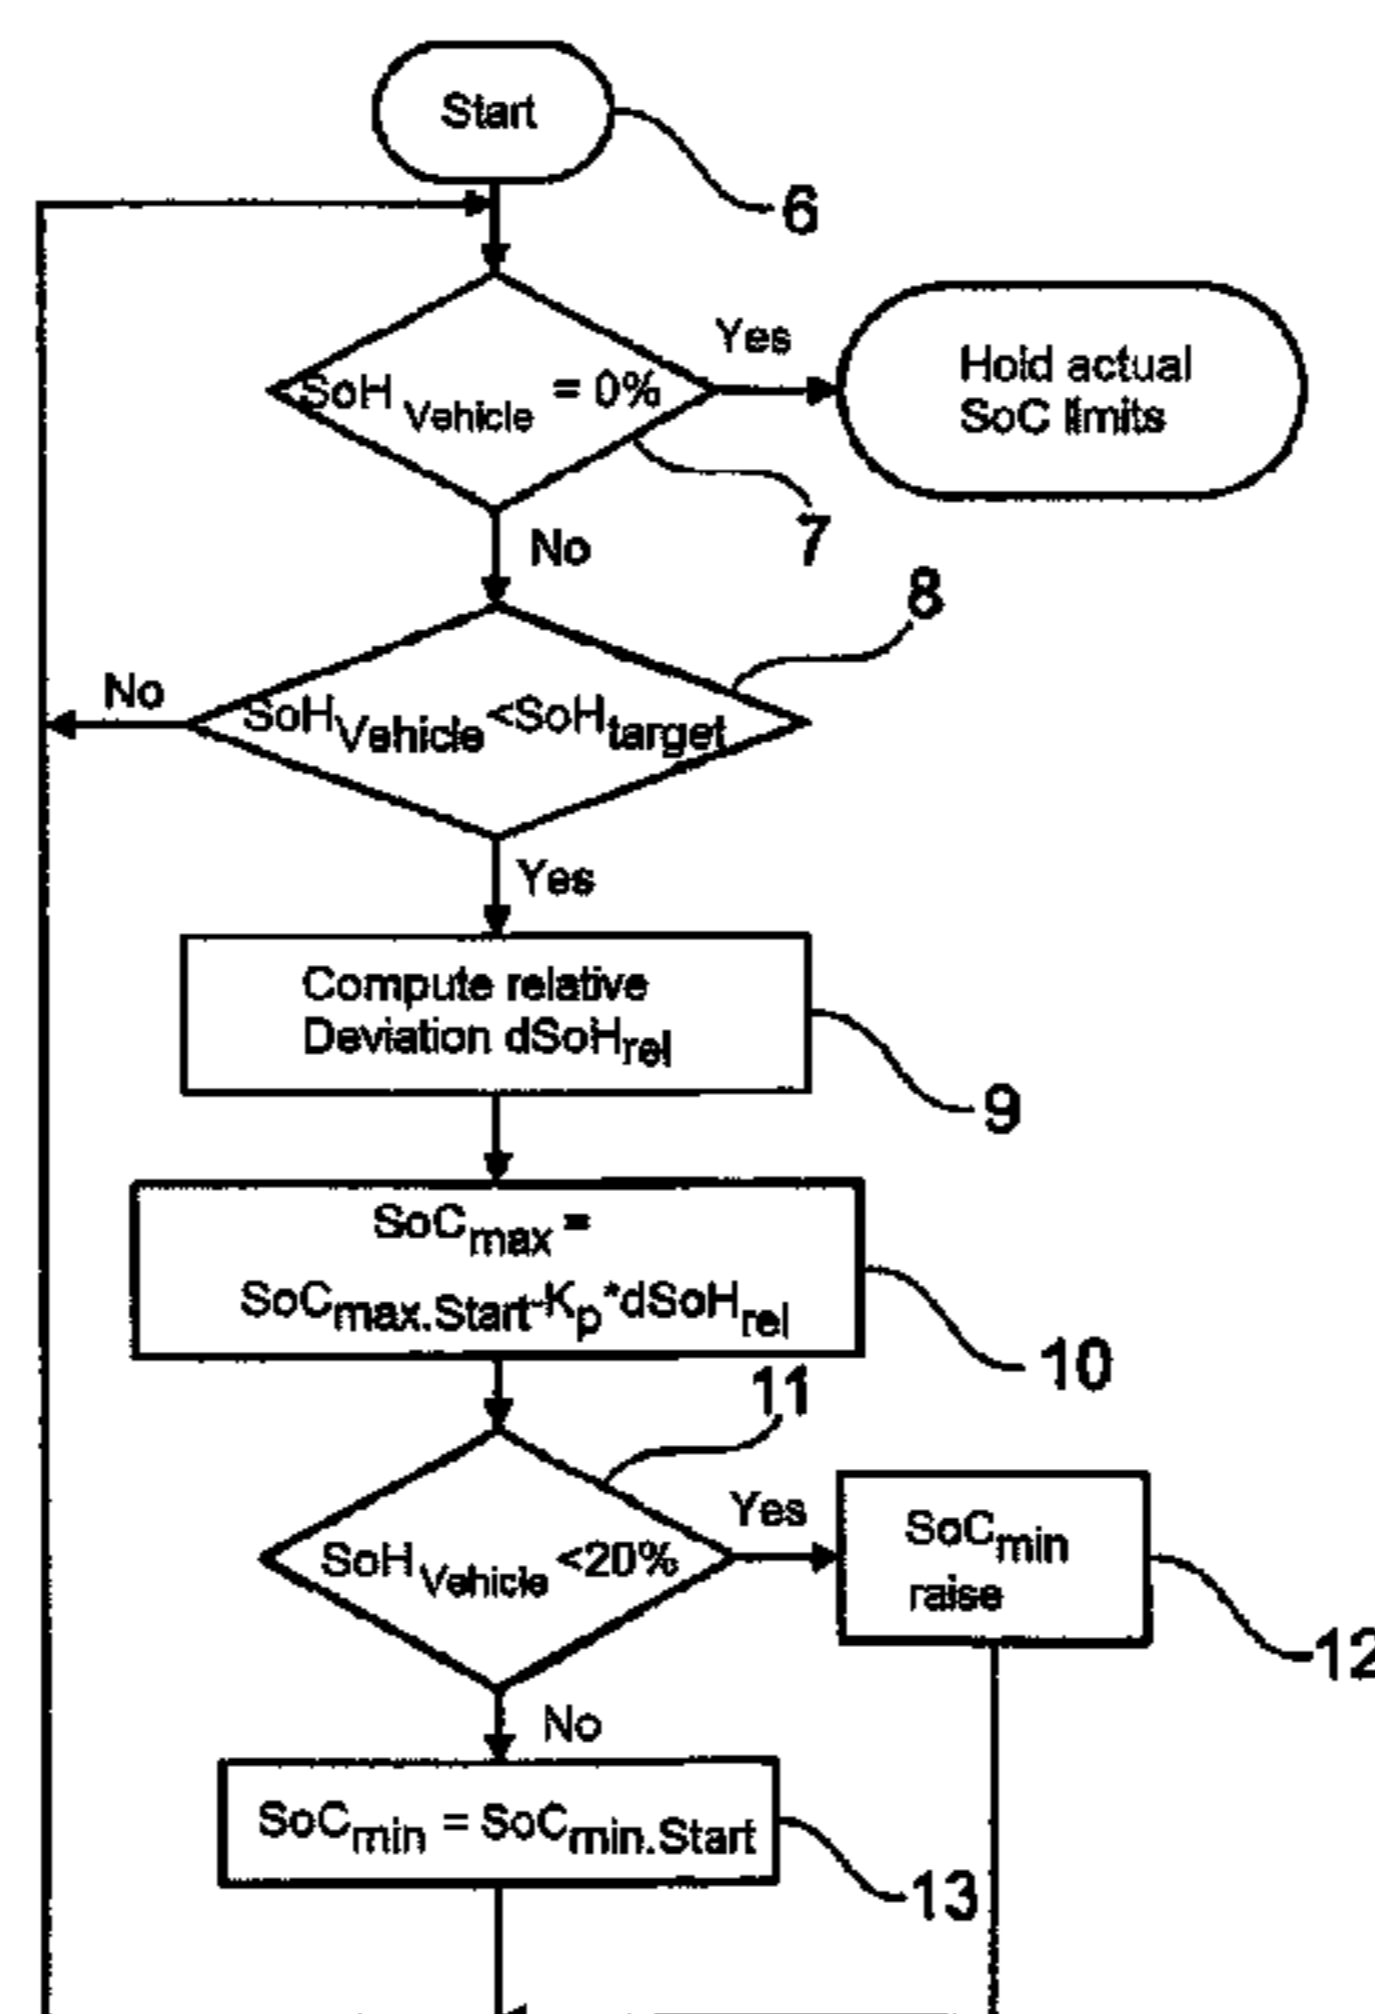 Start
6
Yes
SoH Vehicle = 0%
Hold actual
SoC limits
7
No
8
No
SoHVehicle <SoHtarget
Yes
Compute relative
Deviation dSoHrel
9
SoCmax =
SoCmax.Start-Kp*dSoHrel
10
11
Yes
SoH Vehicle <20%
SoCmin
raise
12
No
SoCmin = SoCmin.Start
13